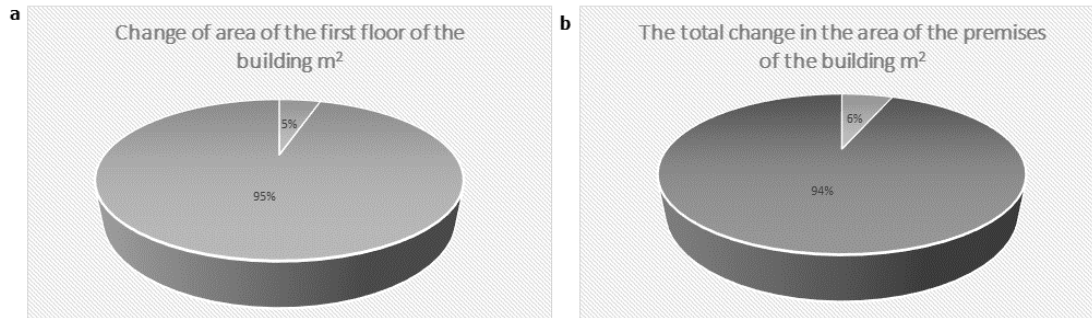 a
Change of area of the first floor of the
building m²
5%
95%
b
The total change in the area of the premises
of the building m²
6%
94%